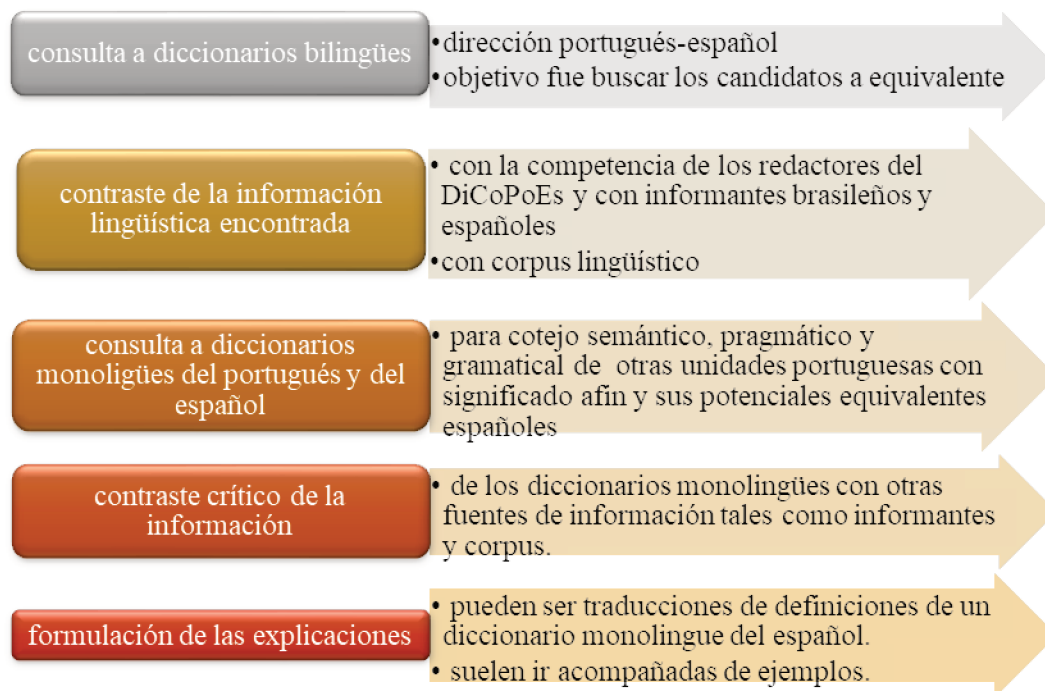 consulta a diccionarios bilingües
•dirección portugués-español
•objetivo fue buscar los candidatos a equivalente
contraste de la información
lingüística encontrada
• con la competencia de los redactores del
DiCoPoEs y con informantes brasileños y
españoles
•con corpus lingüístico
consulta a diccionarios
monoligües del portugués y del
español
• para cotejo semántico, pragmático y
gramatical de otras unidades portuguesas con
significado afin y sus potenciales equivalentes
españoles
contraste crítico de la
información
• de los diccionarios monolingües con otras
fuentes de información tales como informantes
y corpus.
formulación de las explicaciones
• pueden ser traducciones de definiciones de un
diccionario monolingue del español.
• suelen ir acompañadas de ejemplos.